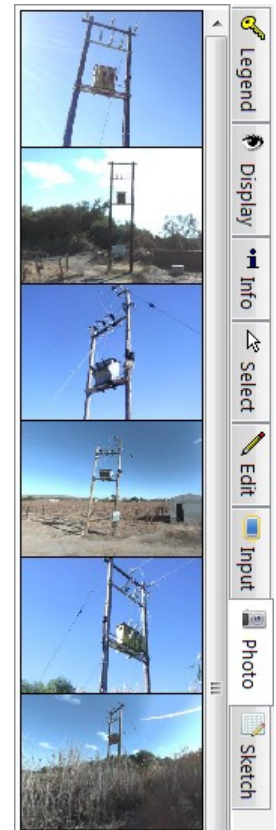 Legend
Display
Info
Select
Edit
Input
Photo
Sketch